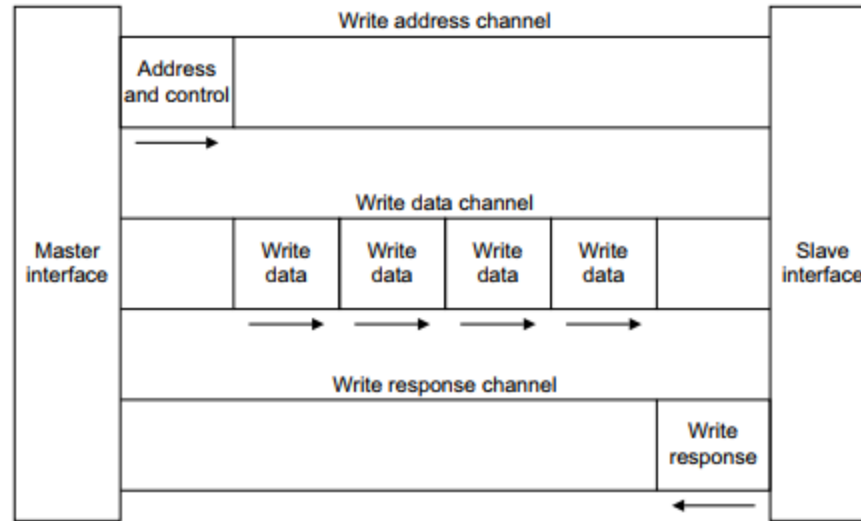 Write address channel
Address
and control
Write data channel
Master
interface
Write
data
Write
data
Write
data
Write
data
Slave
interface
Write response channel
Write
response